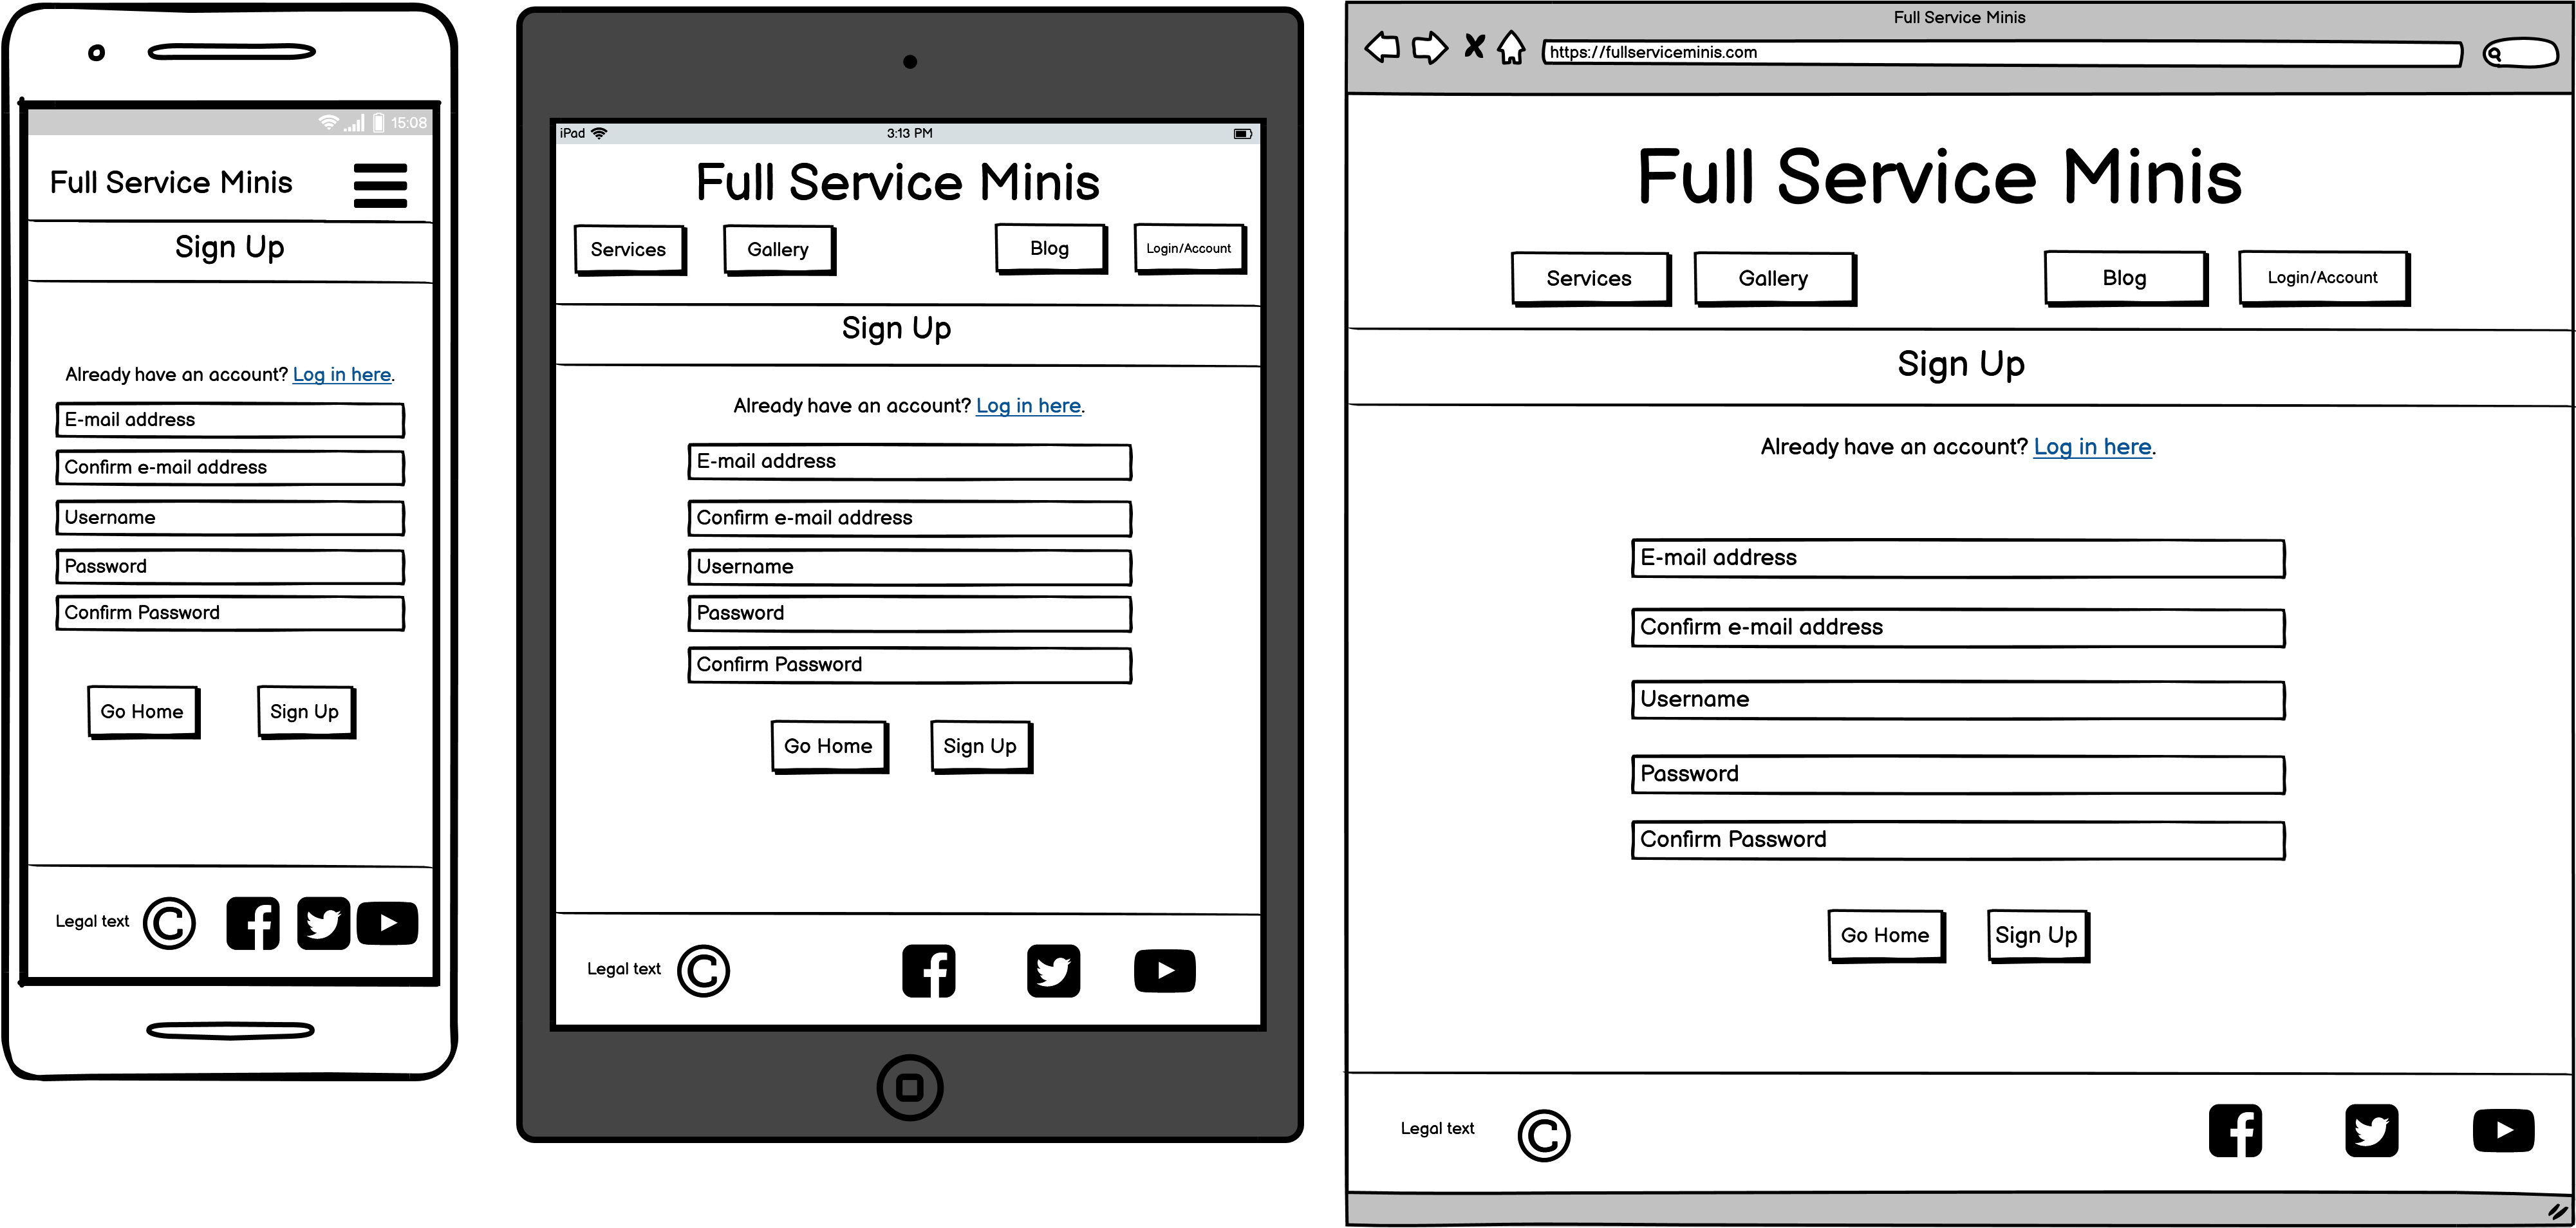 15:08
Full Service Minis
Sign Up
Already have an account? Log in here.
E-mail address
Confirm e-mail address
Username
Password
Confirm Password
Go Home Sign Up
Legal text ©
iPad 3:13 PM
Full Service Minis
Services Gallery Blog Login/Account
Sign Up
Already have an account? Log in here.
E-mail address
Confirm e-mail address
Username
Password
Confirm Password
Go Home Sign Up
Legal text ©
Full Service Minis
https://fullserviceminis.com
Full Service Minis
Services Gallery Blog Login/Account
Sign Up
Already have an account? Log in here.
E-mail address
Confirm e-mail address
Username
Password
Confirm Password
Go Home Sign Up
Legal text ©